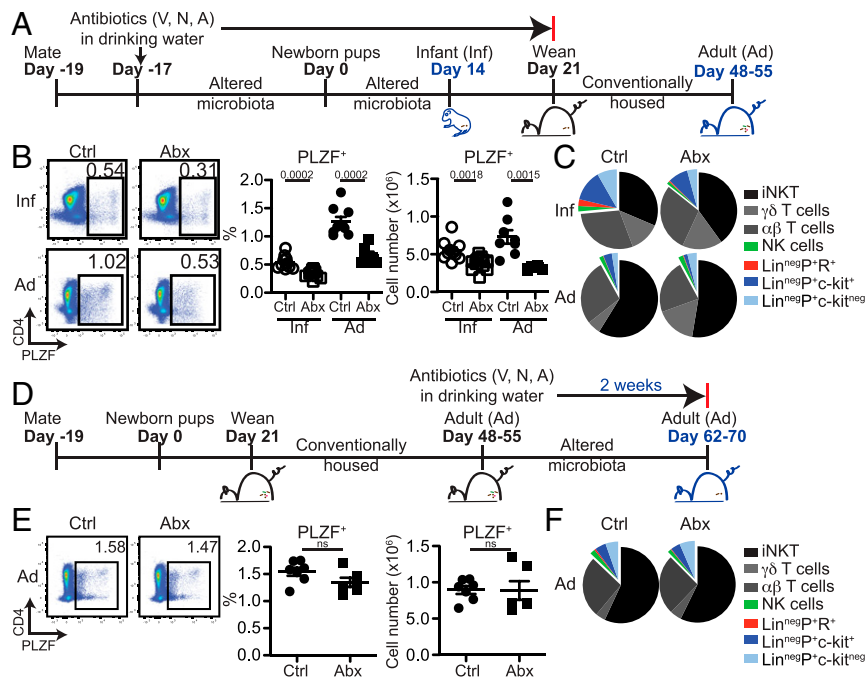 A
Antibiotics (V, N, A)
in drinking water
Mate
Day -19
Day -17
Newborn pups
Day 0
Infant (Inf)
Day 14
Wean
Day 21
Adult (Ad)
Day 48-55
Altered
microbiota
Altered
microbiota
Conventionally
housed
B
Ctrl
Abx
Inf
0.54
0.31
Ad
1.02
0.53
CD4
PLZF
PLZF⁺
0.0002
0.0002
%
2.0
1.5
1.0
0.5
0.0
Ctrl Abx Ctrl Abx
Inf Ad
PLZF⁺
0.0018
0.0015
Cell number (x10⁶)
1.5
1.0
0.5
0.0
Ctrl Abx Ctrl Abx
Inf Ad
C
Ctrl
Abx
Inf
Ad
iNKT
γδ T cells
αβ T cells
NK cells
LinⁿᵉᵍP⁺R⁺
LinⁿᵉᵍP⁺c-kit⁺
LinⁿᵉᵍP⁺c-kitⁿᵉᵍ
D
Antibiotics (V, N, A)
in drinking water
2 weeks
Mate
Day -19
Newborn pups
Day 0
Wean
Day 21
Adult (Ad)
Day 48-55
Adult (Ad)
Day 62-70
Conventionally
housed
Altered
microbiota
E
Ctrl
Abx
Ad
1.58
1.47
CD4
PLZF
PLZF⁺
ns
%
2.0
1.5
1.0
0.5
0.0
Ctrl Abx
PLZF⁺
ns
Cell number (x10⁶)
1.5
1.0
0.5
0.0
Ctrl Abx
F
Ctrl
Abx
Ad
iNKT
γδ T cells
αβ T cells
NK cells
LinⁿᵉᵍP⁺R⁺
LinⁿᵉᵍP⁺c-kit⁺
LinⁿᵉᵍP⁺c-kitⁿᵉᵍ